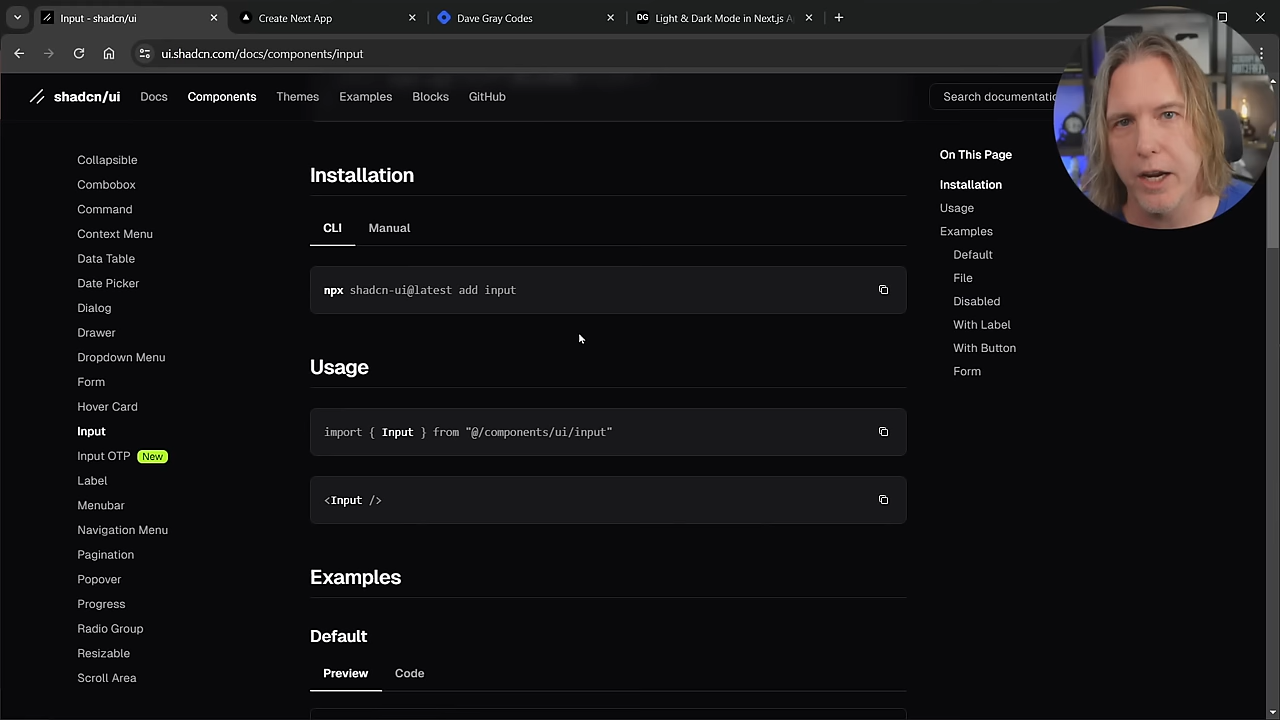 Input - shadcn/ui
Create Next App
Dave Gray Codes
DG Light & Dark Mode in Next.js A
ui.shadcn.com/docs/components/input
shadcn/ui Docs Components Themes Examples Blocks GitHub
Search documentatio
Collapsible
Combobox
Command
Context Menu
Data Table
Date Picker
Dialog
Drawer
Dropdown Menu
Form
Hover Card
Input
Input OTP New
Label
Menubar
Navigation Menu
Pagination
Popover
Progress
Radio Group
Resizable
Scroll Area
Installation
CLI Manual
npx shadcn-ui@latest add input
Usage
import { Input } from "@/components/ui/input"
<Input />
Examples
Default
Preview Code
On This Page
Installation
Usage
Examples
Default
File
Disabled
With Label
With Button
Form